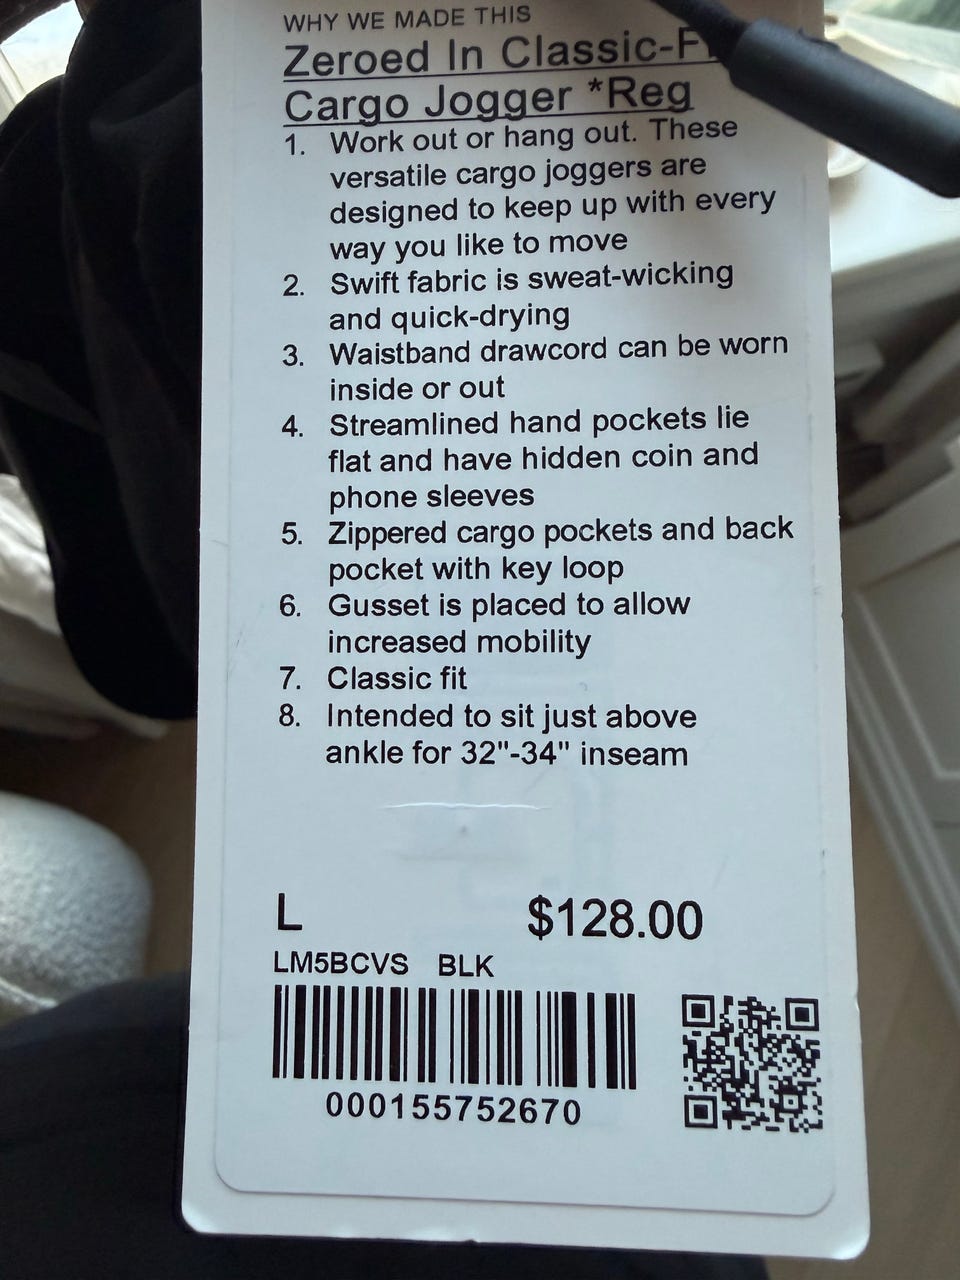 WHY WE MADE THIS
Zeroed In Classic-
Cargo Jogger *Reg
1. Work out or hang out. These
versatile cargo joggers are
designed to keep up with every
way you like to move
2. Swift fabric is sweat-wicking
and quick-drying
3. Waistband drawcord can be worn
inside or out
4. Streamlined hand pockets lie
flat and have hidden coin and
phone sleeves
5. Zippered cargo pockets and back
pocket with key loop
6. Gusset is placed to allow
increased mobility
7. Classic fit
8. Intended to sit just above
ankle for 32"-34" inseam
L $128.00
LM5BCVS BLK
000155752670